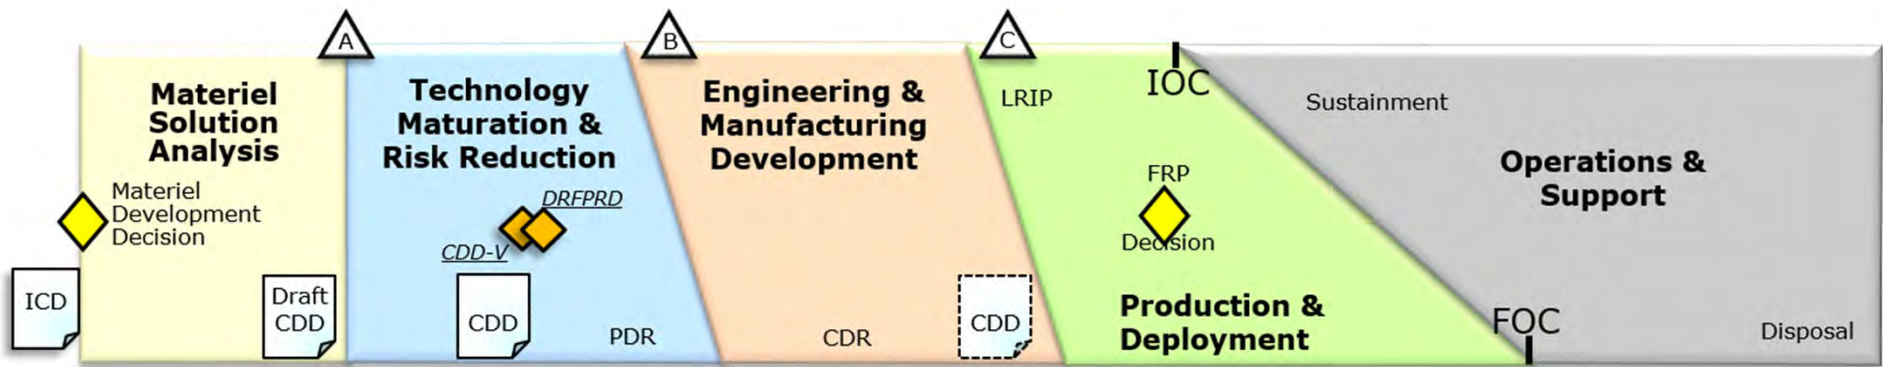 A
B
C
Materiel
Solution
Analysis
Materiel
Development
Decision
ICD
Draft
CDD
Technology
Maturation &
Risk Reduction
DRFPRD
CDD-V
CDD
PDR
Engineering &
Manufacturing
Development
CDR
CDD
LRIP
IOC
FRP
Decision
Production &
Deployment
FOC
Sustainment
Operations &
Support
Disposal